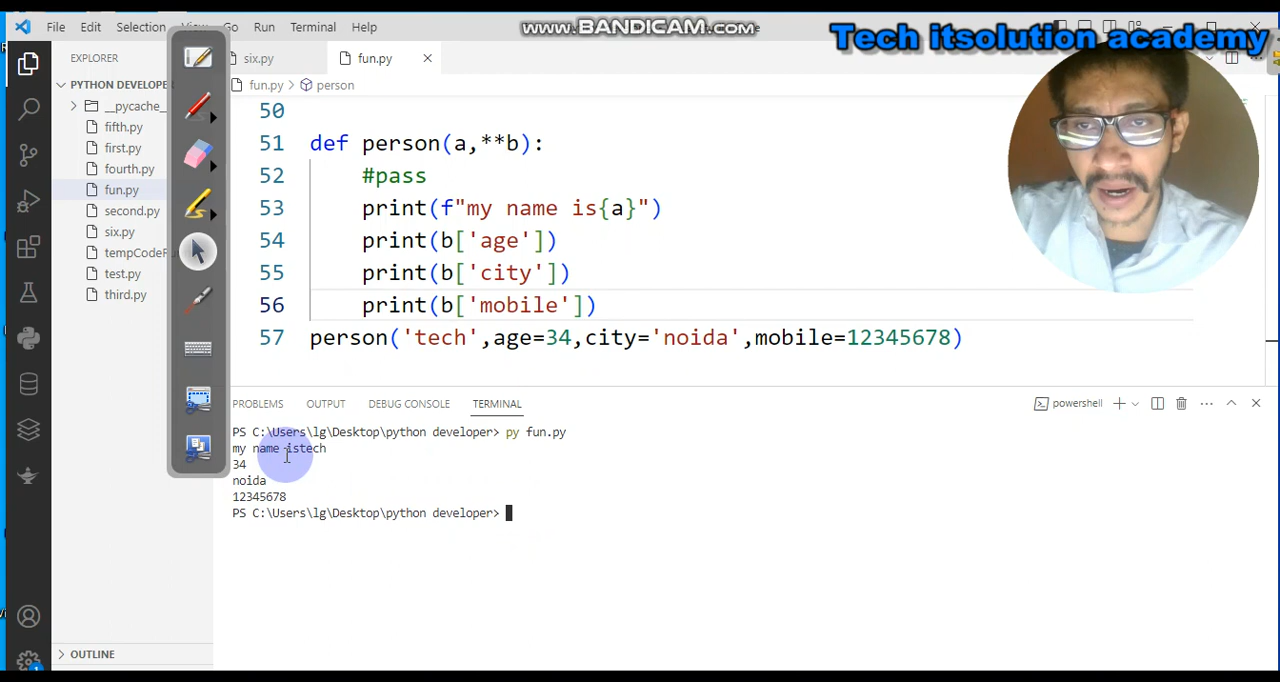 File Edit Selection View Go Run Terminal Help
WWW.BANDICAM.COM
Tech itsolution academy
EXPLORER
six.py
fun.py
PYTHON DEVELOPE
fun.py > person
__pycache_
fifth.py
first.py
fourth.py
fun.py
second.py
six.py
tempCodeR
test.py
third.py
50
51 def person(a,**b):
52 #pass
53 print(f"my name is{a}")
54 print(b['age'])
55 print(b['city'])
56 print(b['mobile'])
57 person('tech',age=34,city='noida',mobile=12345678)
PROBLEMS OUTPUT DEBUG CONSOLE TERMINAL
powershell
PS C:\Users\lg\Desktop\python developer> py fun.py
my name istech
34
noida
12345678
PS C:\Users\lg\Desktop\python developer>
OUTLINE